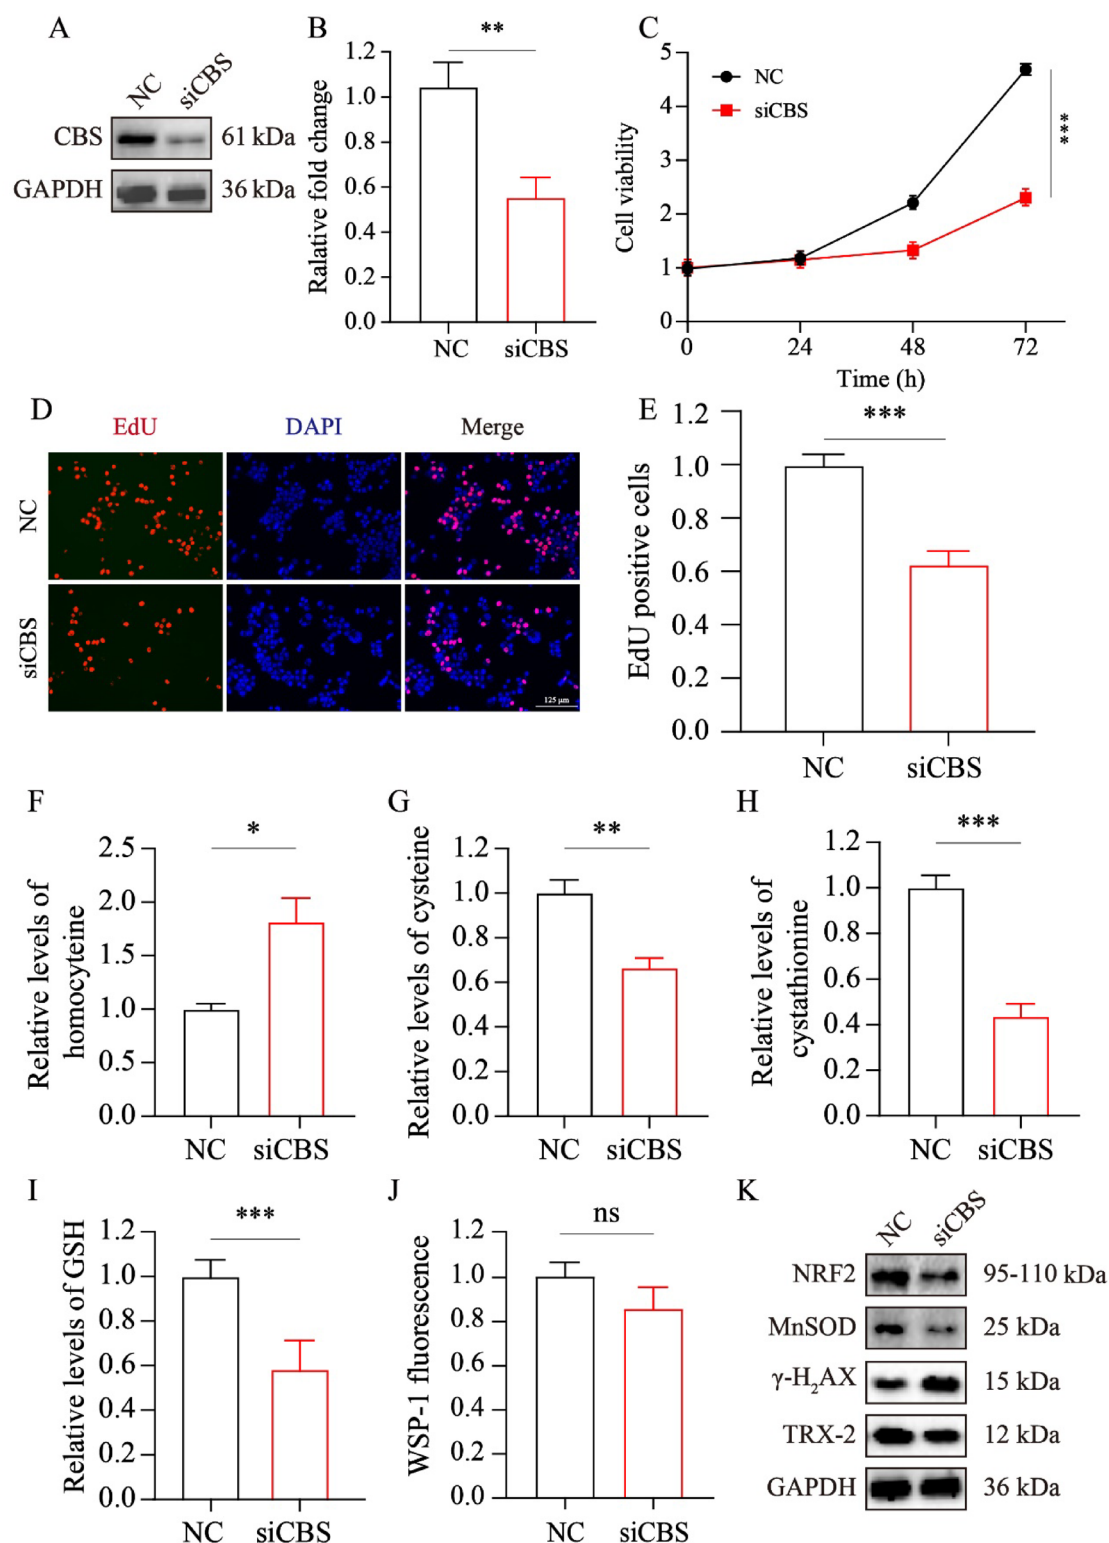 A
NC
siCBS
CBS
61 kDa
GAPDH
36 kDa
B
**
Ralative fold change
1.2
1.0
0.8
0.6
0.4
0.2
0.0
NC
siCBS
C
NC
siCBS
Cell viability
5
4
3
2
1
0
0
24
48
72
Time (h)
***
D
EdU
DAPI
Merge
NC
siCBS
125 μm
E
***
EdU positive cells
1.2
1.0
0.8
0.6
0.4
0.2
0.0
NC
siCBS
F
*
Relative levels of
homocyteine
2.5
2.0
1.5
1.0
0.5
0.0
NC
siCBS
G
**
Relative levels of cysteine
1.2
1.0
0.8
0.6
0.4
0.2
0.0
NC
siCBS
H
***
Relative levels of
cystathionine
1.2
1.0
0.8
0.6
0.4
0.2
0.0
NC
siCBS
I
***
Relative levels of GSH
1.2
1.0
0.8
0.6
0.4
0.2
0.0
NC
siCBS
J
ns
WSP-1 fluorescence
1.2
1.0
0.8
0.6
0.4
0.2
0.0
NC
siCBS
K
NC
siCBS
NRF2
95-110 kDa
MnSOD
25 kDa
γ-H₂AX
15 kDa
TRX-2
12 kDa
GAPDH
36 kDa